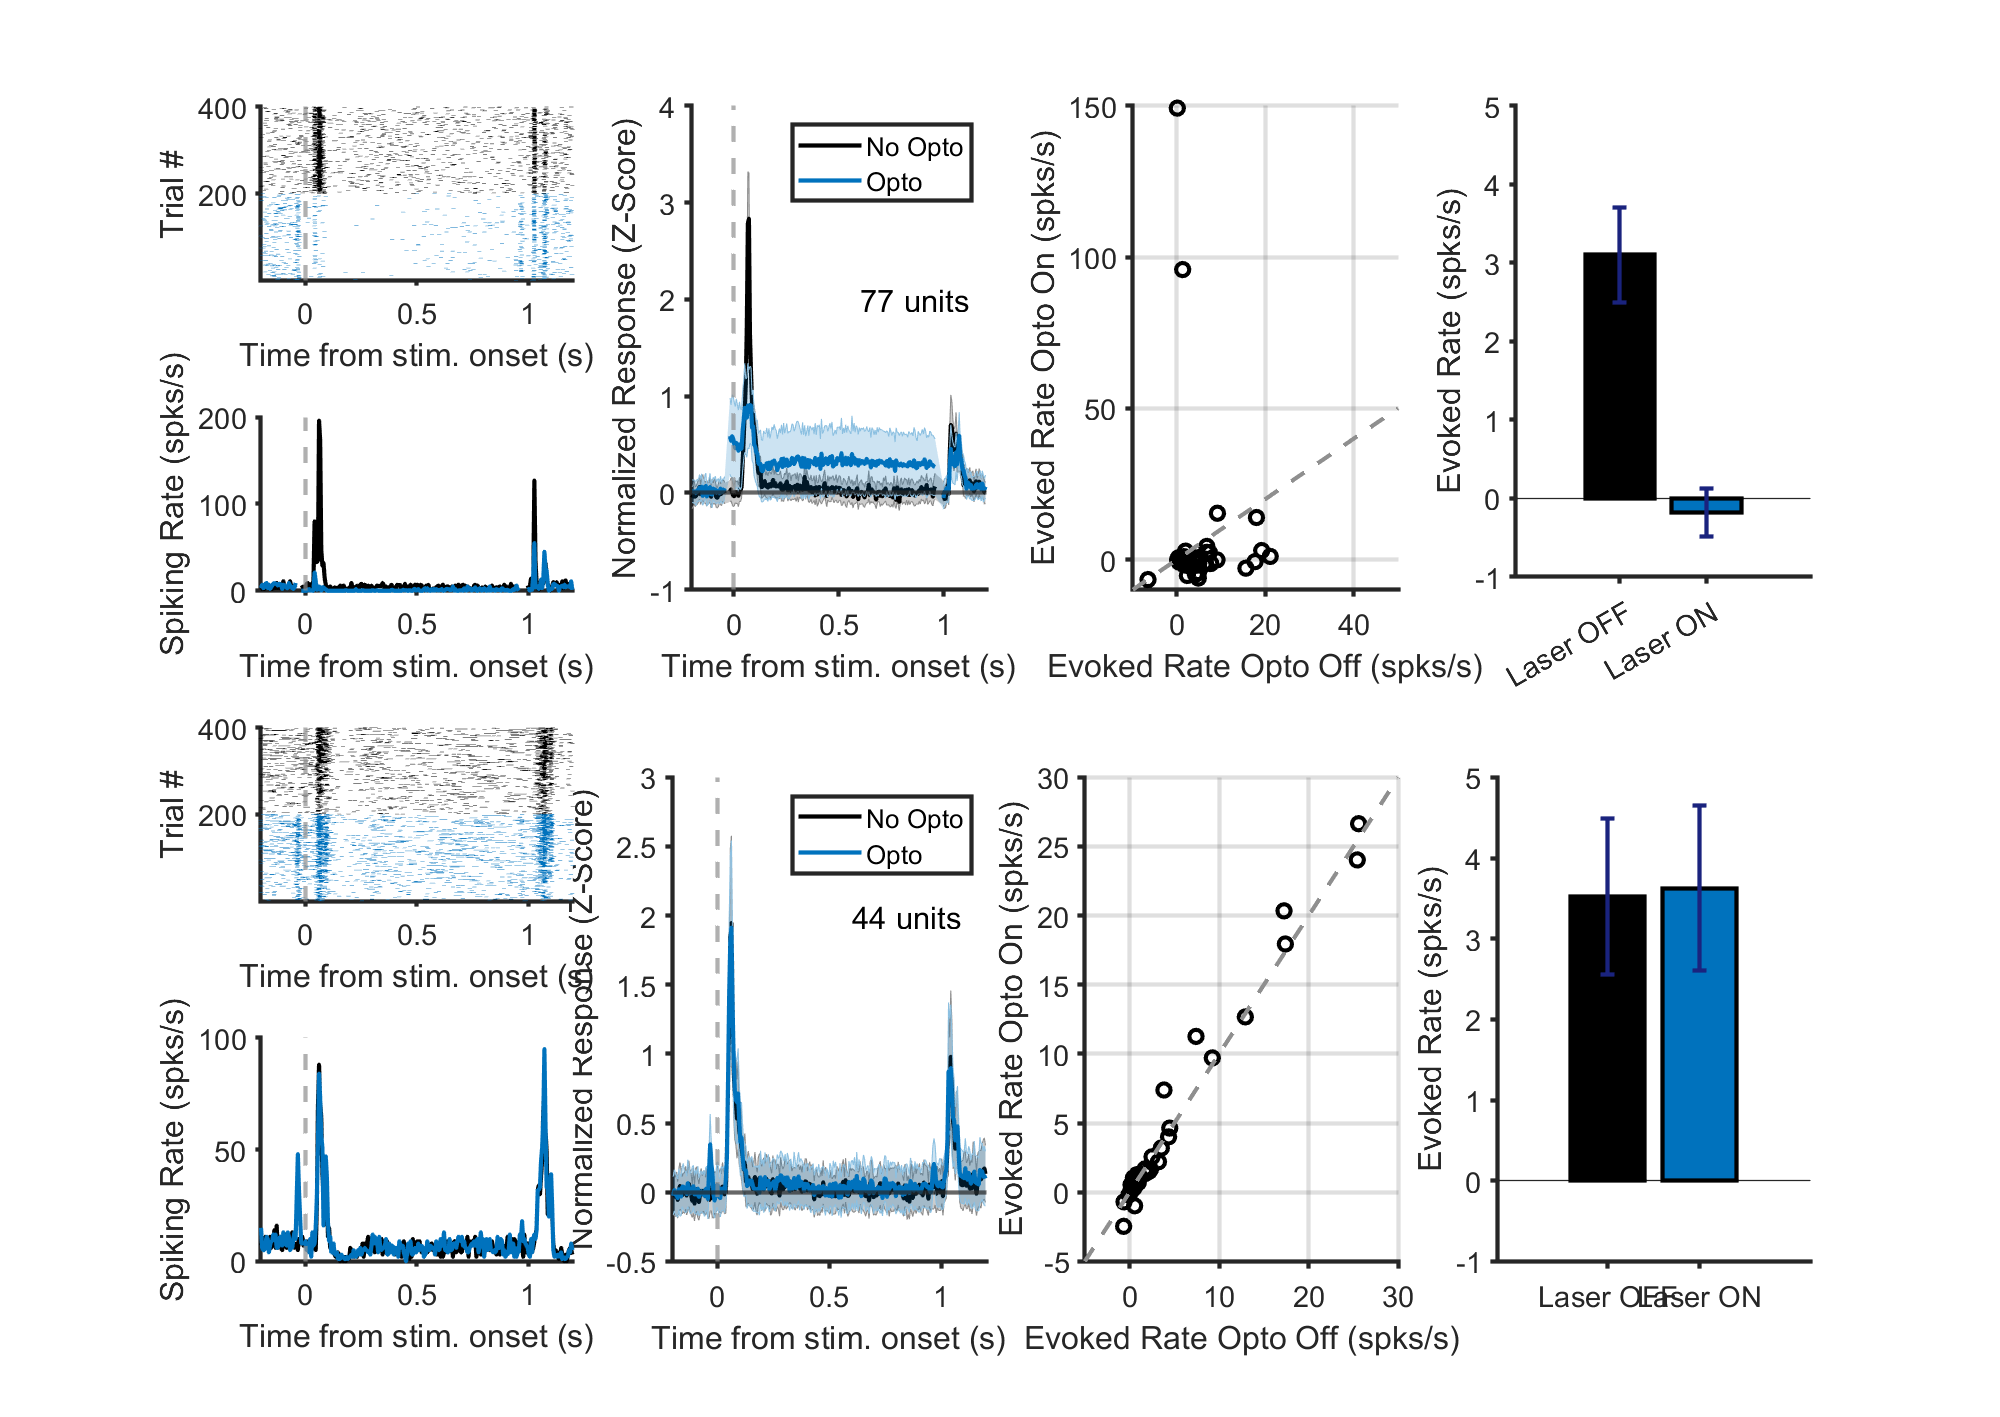 400
200
Trial #
0
0.5
1
Time from stim. onset (s)
200
100
0
Spiking Rate (spks/s)
0
0.5
1
Time from stim. onset (s)
4
3
2
1
0
-1
Normalized Response (Z-Score)
No Opto
Opto
77 units
0
0.5
1
Time from stim. onset (s)
150
100
50
0
Evoked Rate Opto On (spks/s)
0
20
40
Evoked Rate Opto Off (spks/s)
5
4
3
2
1
0
-1
Evoked Rate (spks/s)
Laser OFF
Laser ON
400
200
Trial #
0
0.5
1
Time from stim. onset (s)
100
50
0
Spiking Rate (spks/s)
0
0.5
1
Time from stim. onset (s)
3
2.5
2
1.5
1
0.5
0
-0.5
Normalized Response (Z-Score)
No Opto
Opto
44 units
0
0.5
1
Time from stim. onset (s)
30
25
20
15
10
5
0
-5
Evoked Rate Opto On (spks/s)
0
10
20
30
Evoked Rate Opto Off (spks/s)
5
4
3
2
1
0
-1
Evoked Rate (spks/s)
Laser OFF
Laser ON